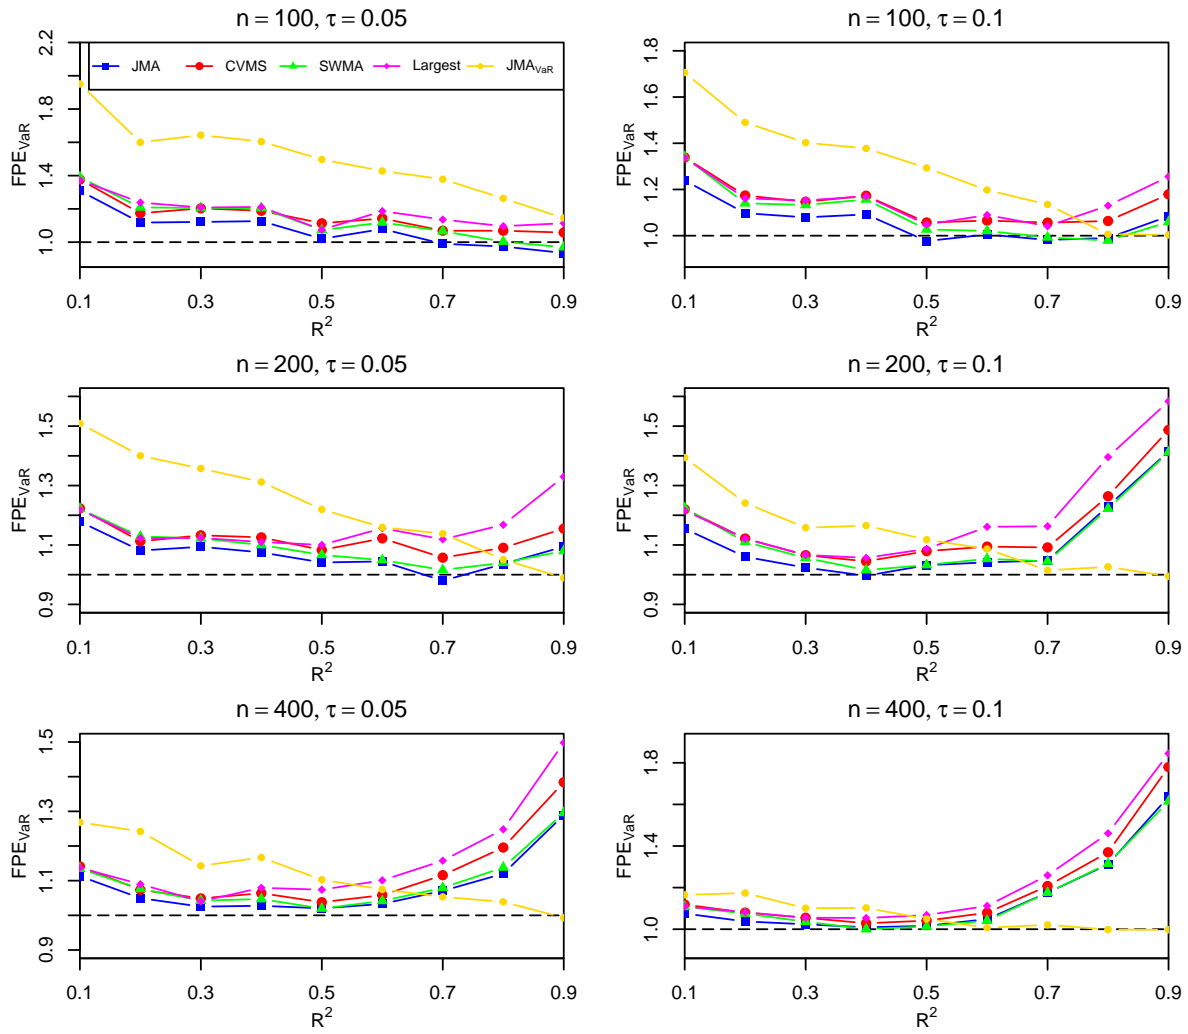 n = 100, τ = 0.05
FPE_VaR
2.2
1.8
1.4
1.0
JMA CVMS SWMA Largest JMA_VaR
0.1 0.3 0.5 0.7 0.9
R²
n = 100, τ = 0.1
FPE_VaR
1.8
1.6
1.4
1.2
1.0
0.1 0.3 0.5 0.7 0.9
R²
n = 200, τ = 0.05
FPE_VaR
1.5
1.3
1.1
0.9
0.1 0.3 0.5 0.7 0.9
R²
n = 200, τ = 0.1
FPE_VaR
1.5
1.3
1.1
0.9
0.1 0.3 0.5 0.7 0.9
R²
n = 400, τ = 0.05
FPE_VaR
1.5
1.3
1.1
0.9
0.1 0.3 0.5 0.7 0.9
R²
n = 400, τ = 0.1
FPE_VaR
1.8
1.4
1.0
0.1 0.3 0.5 0.7 0.9
R²